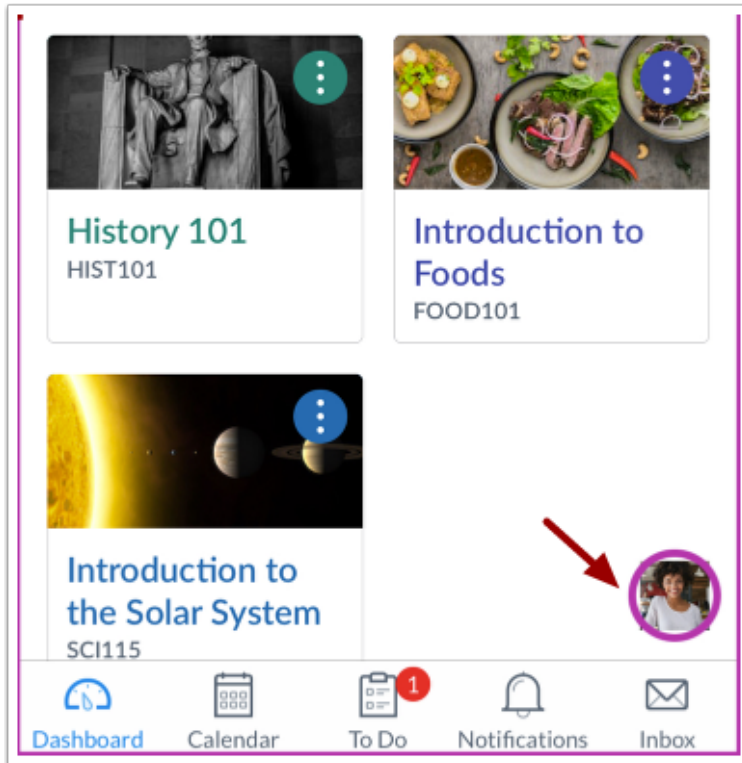 History 101
HIST101
Introduction to
Foods
FOOD101
Introduction to
the Solar System
SCI115
1
Dashboard
Calendar
To Do
Notifications
Inbox